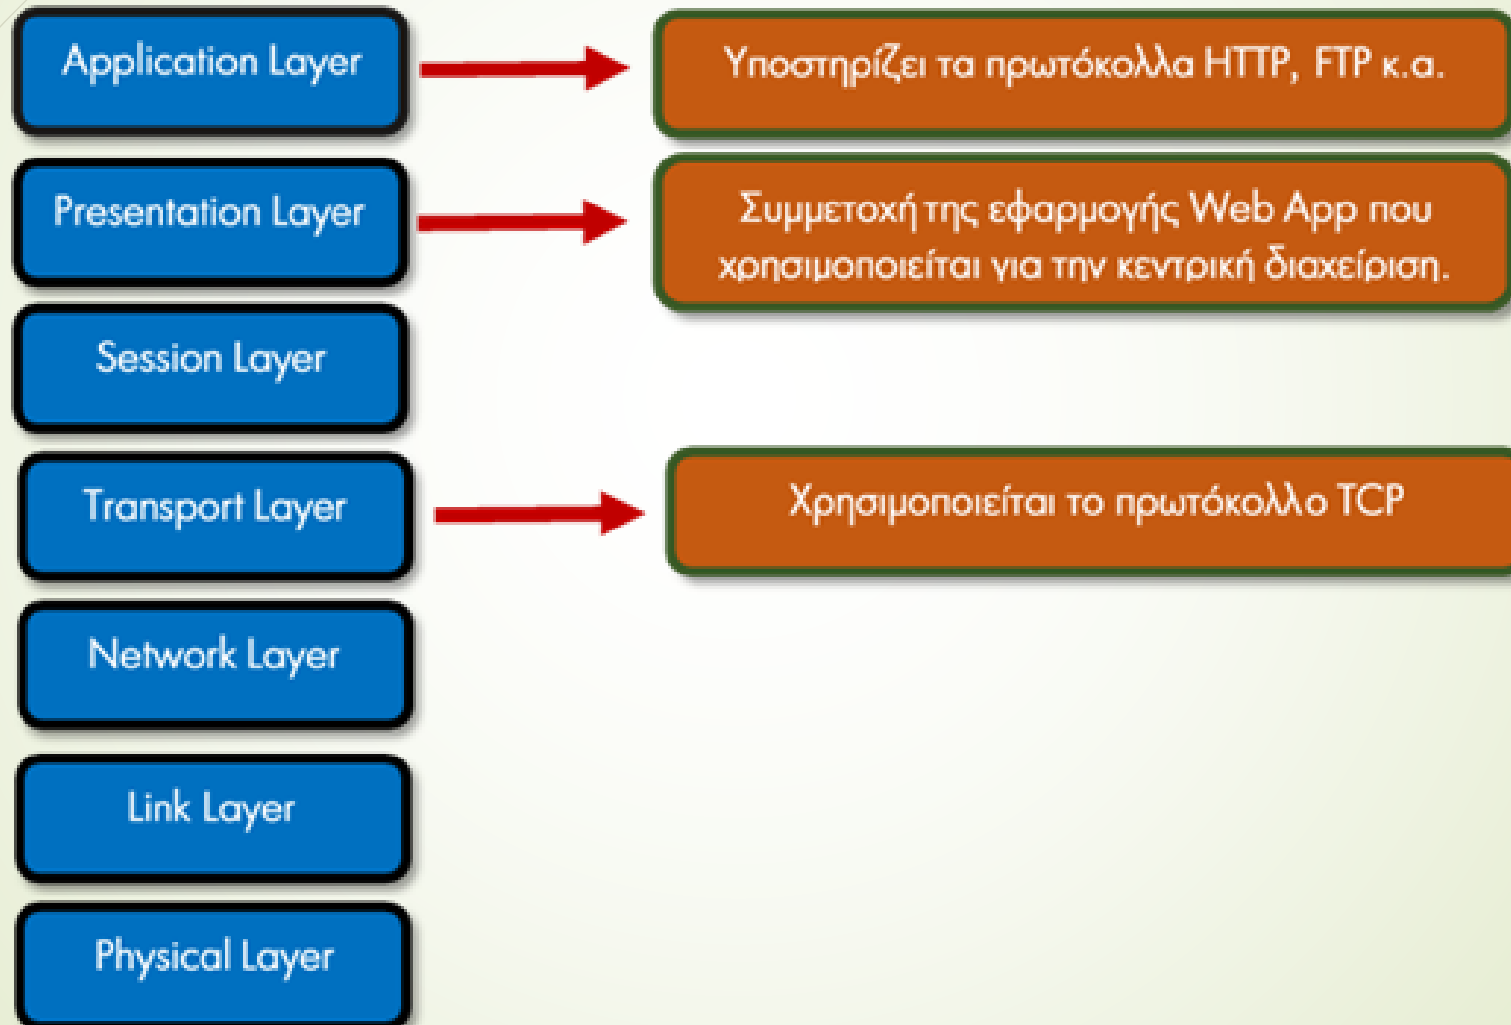 Application Layer
Υποστηρίζει τα πρωτόκολλα HTTP, FTP κ.α.
Presentation Layer
Συμμετοχή της εφαρμογής Web App που
χρησιμοποιείται για την κεντρική διαχείριση.
Session Layer
Transport Layer
Χρησιμοποιείται το πρωτόκολλο TCP
Network Layer
Link Layer
Physical Layer